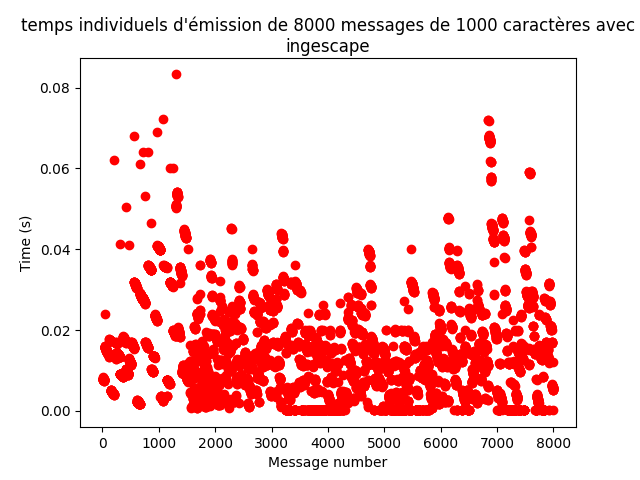 temps individuels d'émission de 8000 messages de 1000 caractères avec
ingescape
0.08
0.06
0.04
0.02
0.00
Time (s)
0 1000 2000 3000 4000 5000 6000 7000 8000
Message number